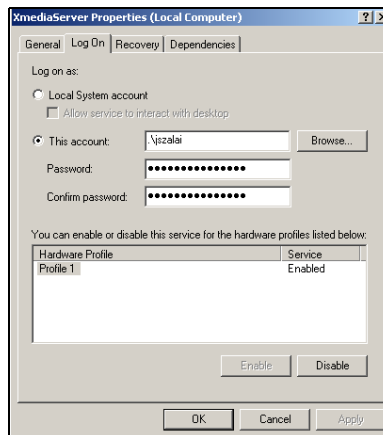 XmediaServer Properties (Local Computer)
General Log On Recovery Dependencies
Log on as:
Local System account
Allow service to interact with desktop
This account: .\jszalai Browse...
Password: •••••••••••••••
Confirm password: •••••••••••••••
You can enable or disable this service for the hardware profiles listed below:
Hardware Profile Service
Profile 1 Enabled
Enable Disable
OK Cancel Apply